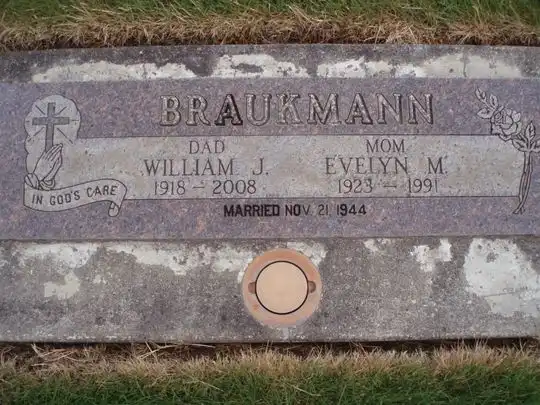 BRAUKMANN
DAD MOM
WILLIAM J. EVELYN M.
1918 - 2008 1923 - 1991
IN GOD'S CARE
MARRIED NOV. 21, 1944